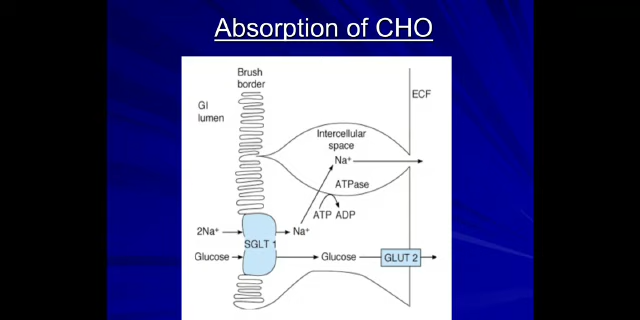 Absorption of CHO
Brush
border
GI
lumen
ECF
Intercellular
space
Na+
ATPase
ATP ADP
2Na+
Na+
SGLT 1
Glucose
Glucose
GLUT 2